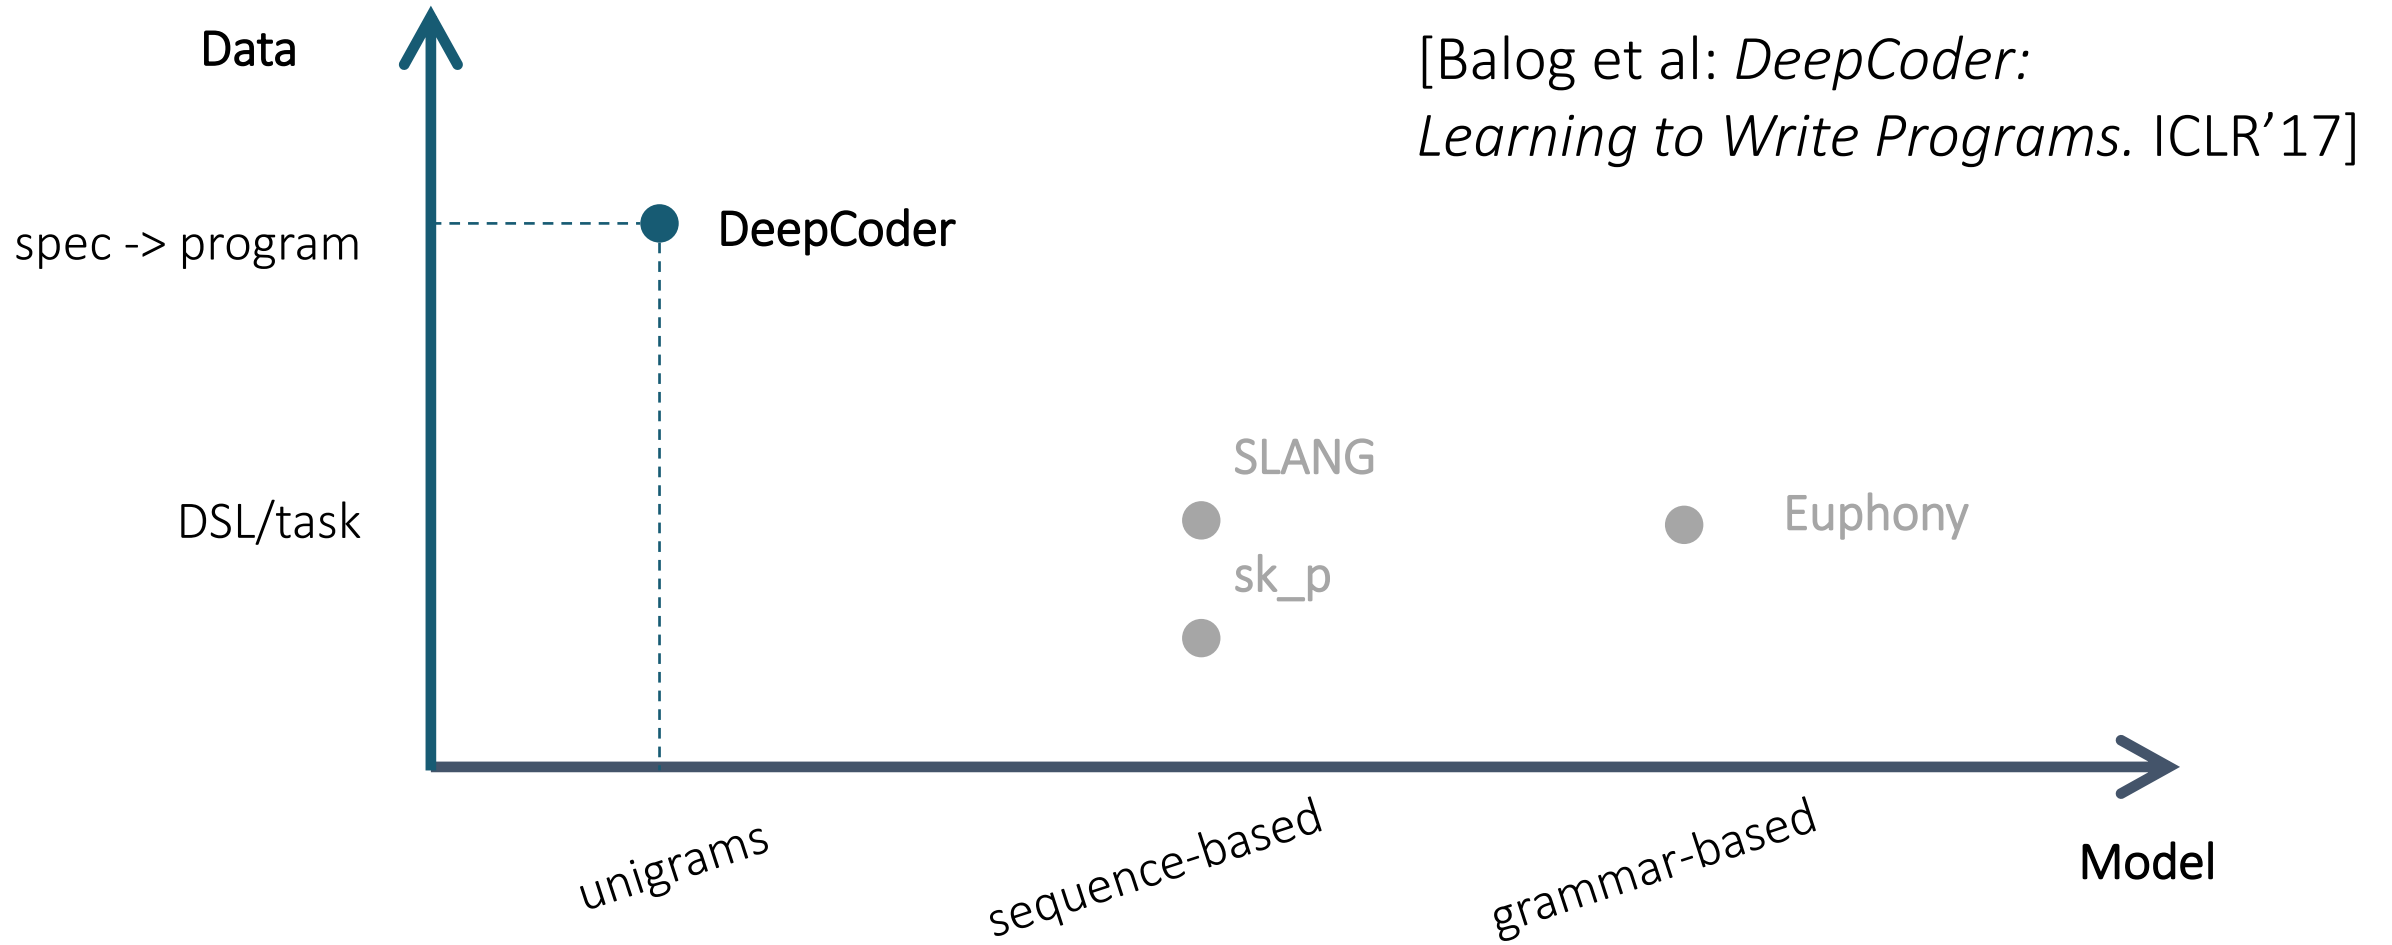 Data
[Balog et al: DeepCoder:
Learning to Write Programs. ICLR’17]
spec -> program
DeepCoder
SLANG
DSL/task
Euphony
sk_p
unigrams
sequence-based
grammar-based
Model